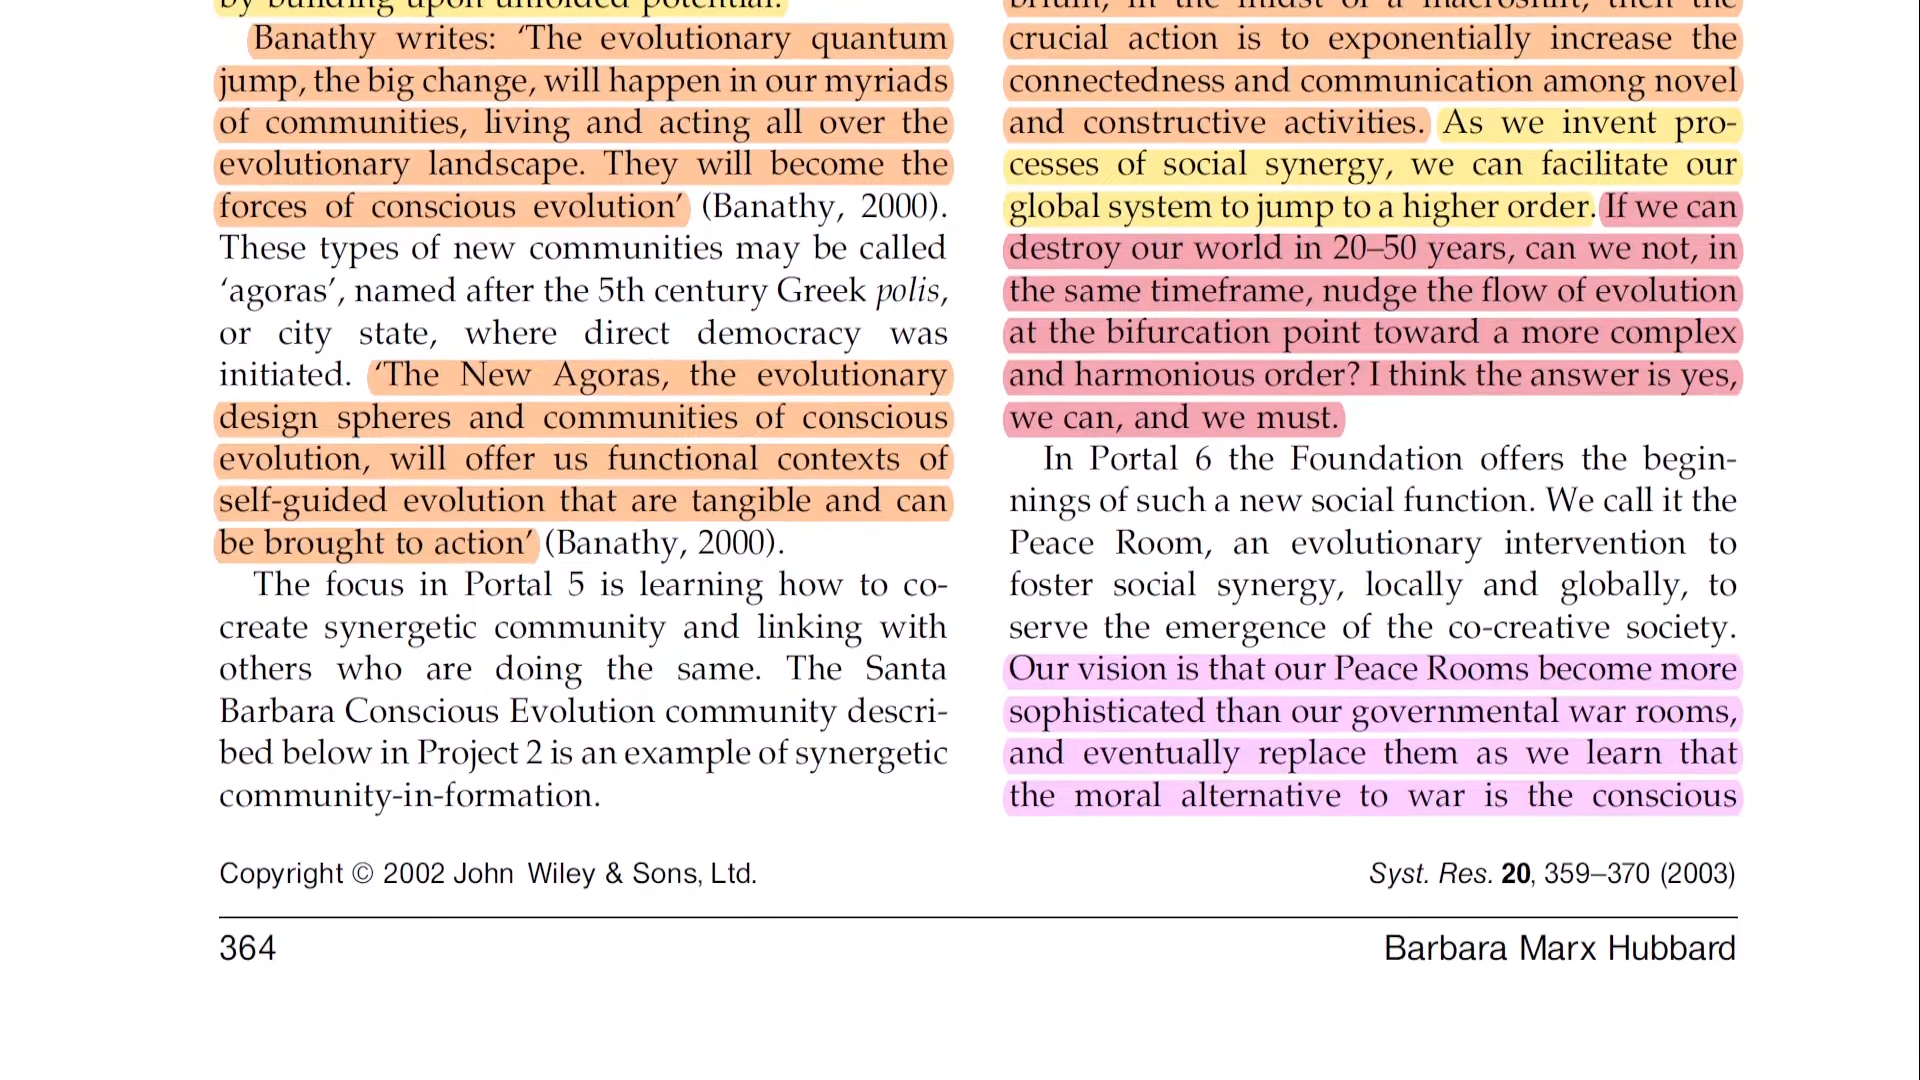 by building upon unfolded potential.
Banathy writes: ‘The evolutionary quantum
jump, the big change, will happen in our myriads
of communities, living and acting all over the
evolutionary landscape. They will become the
forces of conscious evolution’ (Banathy, 2000).
These types of new communities may be called
‘agoras’, named after the 5th century Greek polis,
or city state, where direct democracy was
initiated. ‘The New Agoras, the evolutionary
design spheres and communities of conscious
evolution, will offer us functional contexts of
self-guided evolution that are tangible and can
be brought to action’ (Banathy, 2000).
The focus in Portal 5 is learning how to co-
create synergetic community and linking with
others who are doing the same. The Santa
Barbara Conscious Evolution community descri-
bed below in Project 2 is an example of synergetic
community-in-formation.
brium, in the midst of a macroshift, then the
crucial action is to exponentially increase the
connectedness and communication among novel
and constructive activities. As we invent pro-
cesses of social synergy, we can facilitate our
global system to jump to a higher order. If we can
destroy our world in 20–50 years, can we not, in
the same timeframe, nudge the flow of evolution
at the bifurcation point toward a more complex
and harmonious order? I think the answer is yes,
we can, and we must.
In Portal 6 the Foundation offers the begin-
nings of such a new social function. We call it the
Peace Room, an evolutionary intervention to
foster social synergy, locally and globally, to
serve the emergence of the co-creative society.
Our vision is that our Peace Rooms become more
sophisticated than our governmental war rooms,
and eventually replace them as we learn that
the moral alternative to war is the conscious
Copyright © 2002 John Wiley & Sons, Ltd.
Syst. Res. 20, 359–370 (2003)
364
Barbara Marx Hubbard